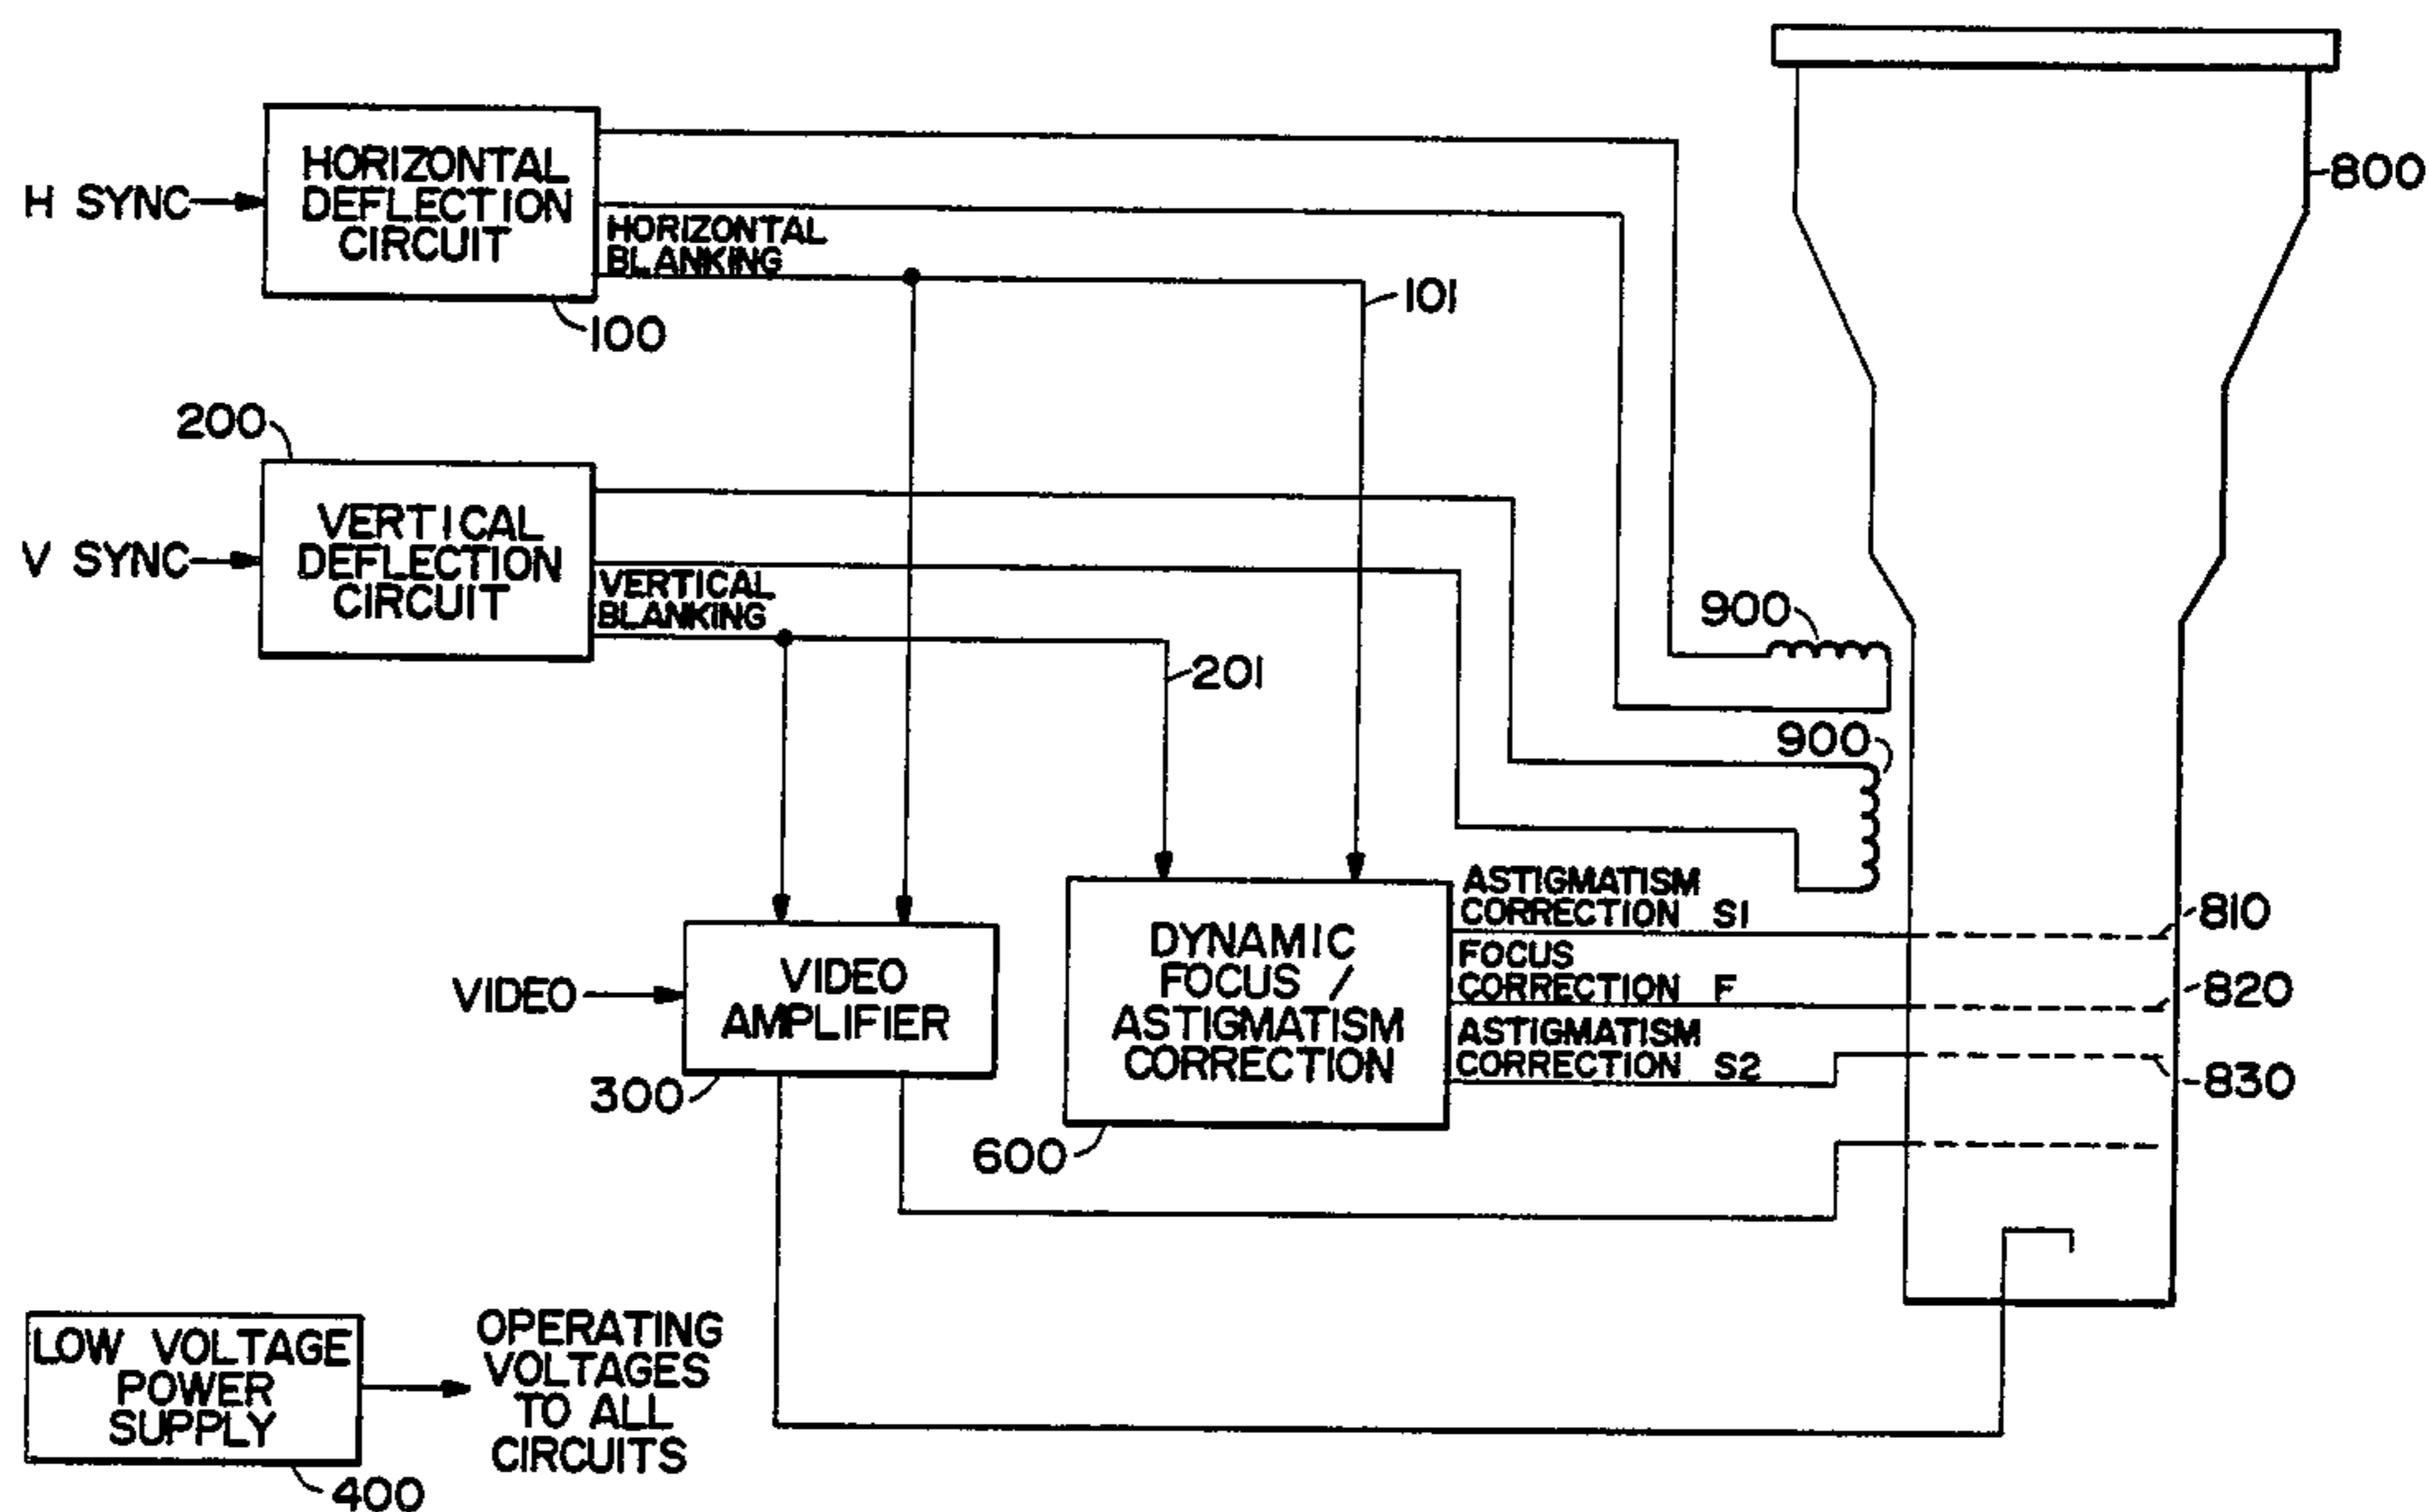 800
H SYNC
HORIZONTAL
DEFLECTION
CIRCUIT
HORIZONTAL
BLANKING
101
100
200
V SYNC
VERTICAL
DEFLECTION
CIRCUIT
VERTICAL
BLANKING
201
900
900
VIDEO
VIDEO
AMPLIFIER
300
DYNAMIC
FOCUS /
ASTIGMATISM
CORRECTION
600
ASTIGMATISM
CORRECTION S1
FOCUS
CORRECTION F
ASTIGMATISM
CORRECTION S2
810
820
830
LOW VOLTAGE
POWER
SUPPLY
400
OPERATING
VOLTAGES
TO ALL
CIRCUITS